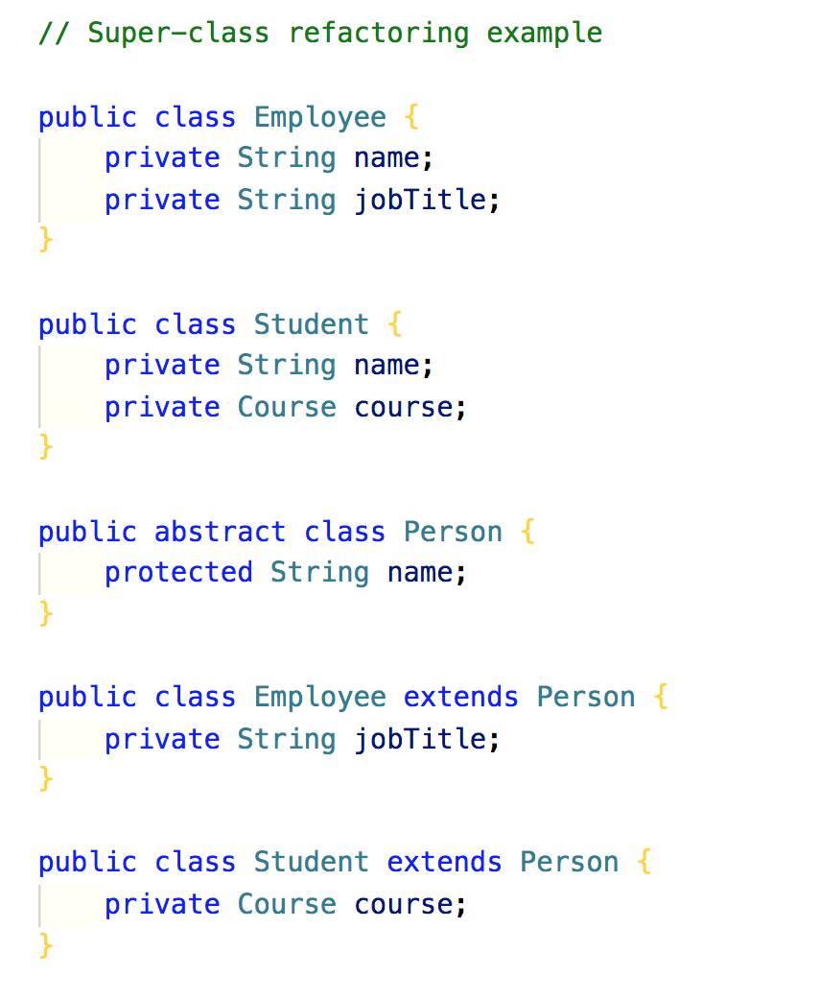 // Super-class refactoring example

public class Employee {
    private String name;
    private String jobTitle;
}

public class Student {
    private String name;
    private Course course;
}

public abstract class Person {
    protected String name;
}

public class Employee extends Person {
    private String jobTitle;
}

public class Student extends Person {
    private Course course;
}